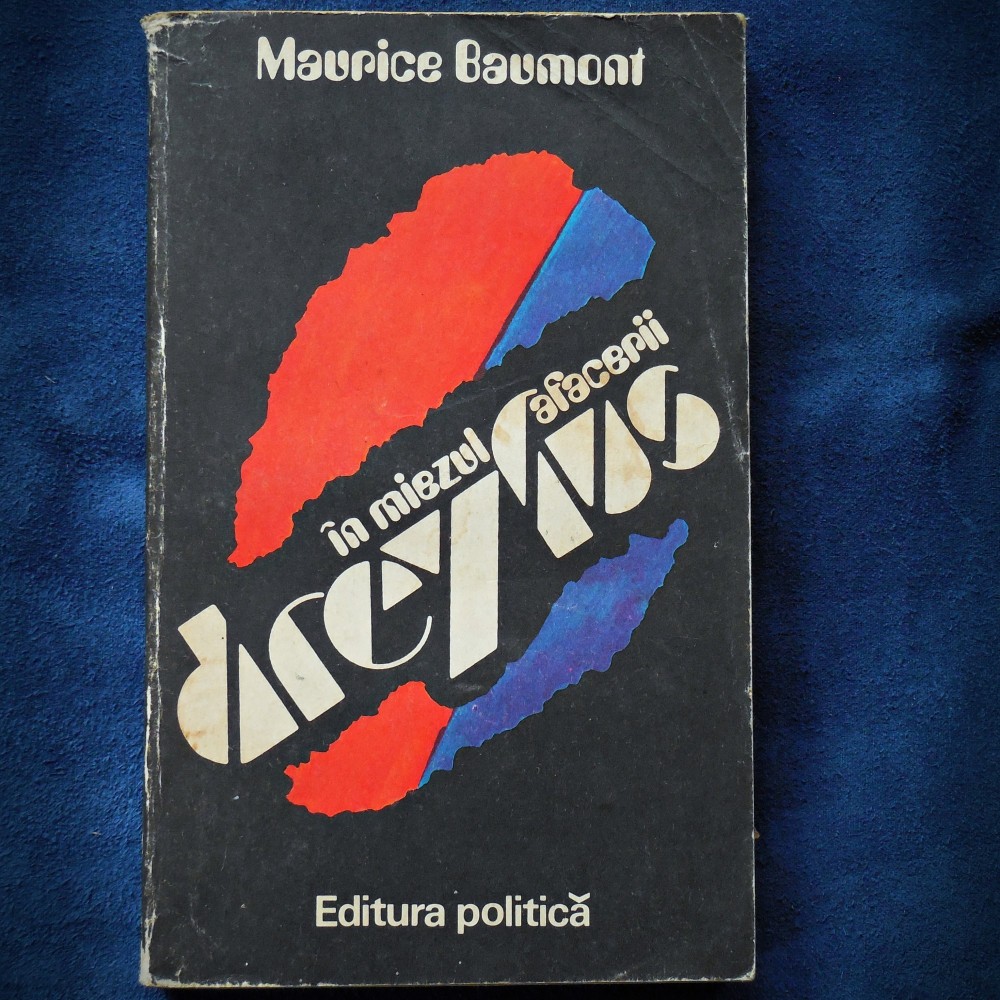 Maurice Baumont
în miezul afacerii
dreyfus
Editura politică